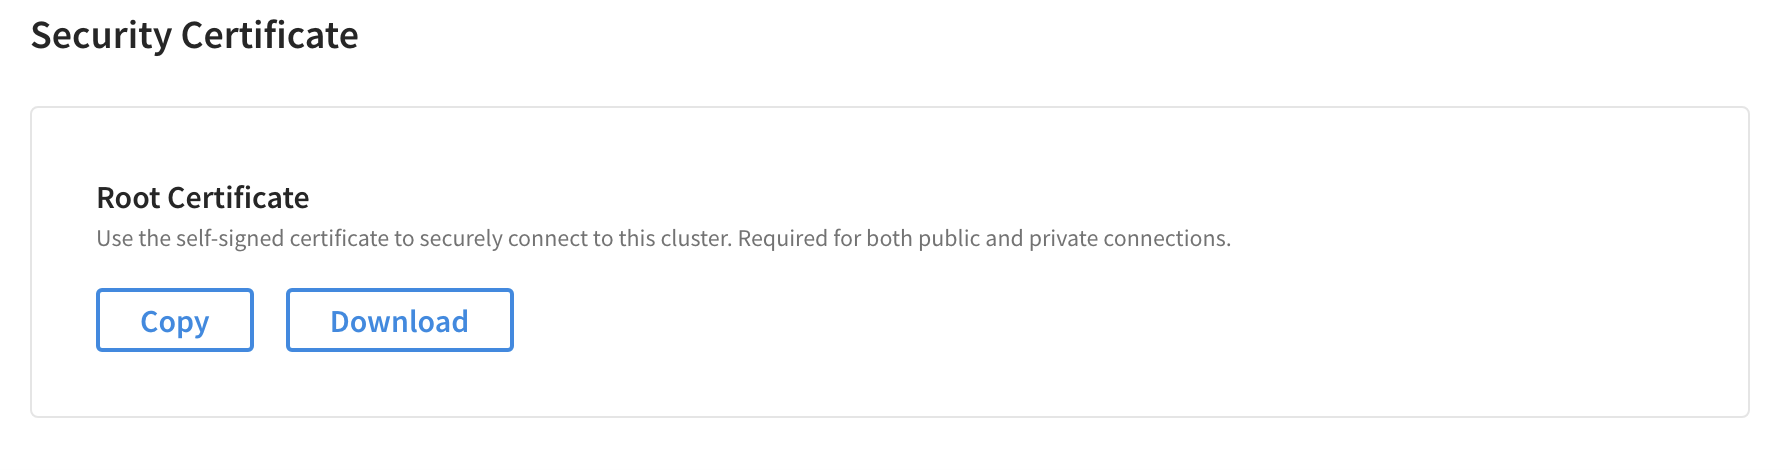 Security Certificate
Root Certificate
Use the self-signed certificate to securely connect to this cluster. Required for both public and private connections.
Copy
Download